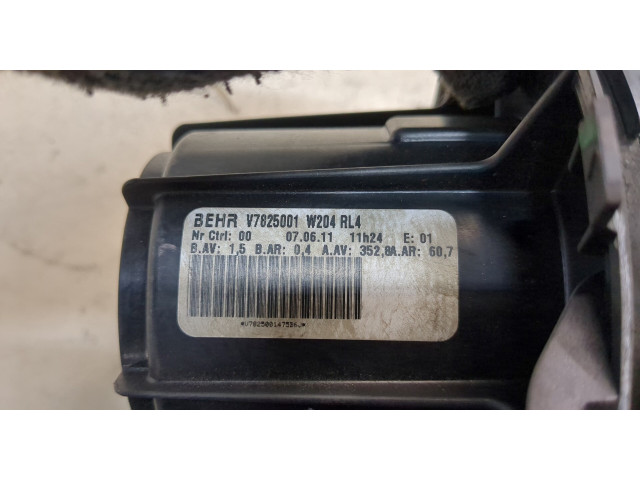 BEHR V7825001 W204 RL4
Nr Ctrl: 00 07.06.11 11h24 E: 01
B.AV: 1,5 B.AR: 0,4 A.AV: 352,8A.AR: 60,7